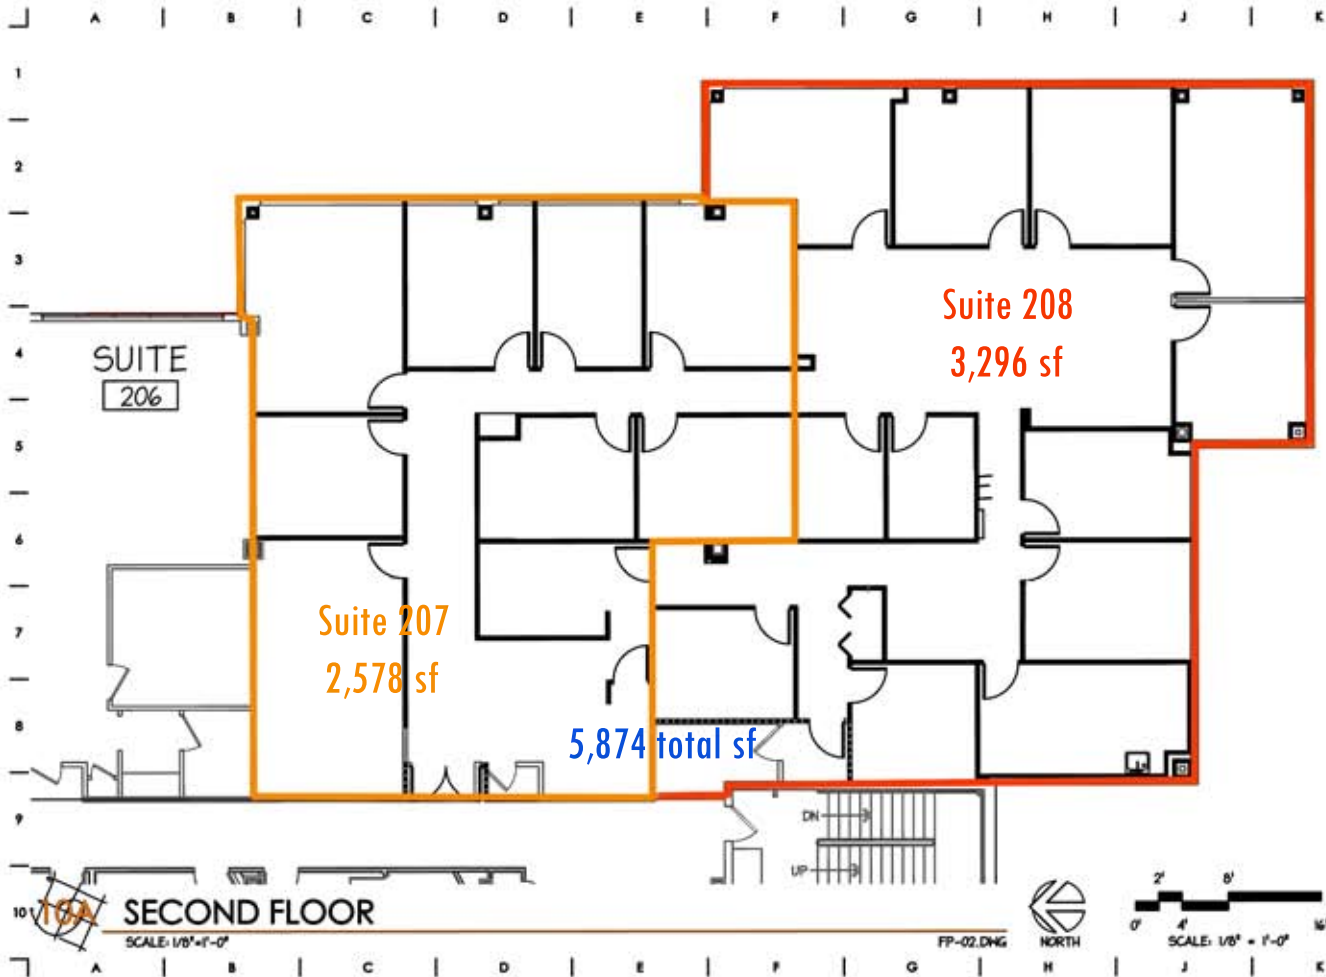 A B C D E F G H J K
1
2
3
4
5
6
7
8
9
10
Suite 208
3,296 sf
SUITE
206
Suite 207
2,578 sf
5,874 total sf
DN
UP
10A
SECOND FLOOR
SCALE: 1/8"=1'-0"
FP-02.DWG
NORTH
2' 8'
0' 4' 16'
SCALE: 1/8" = 1'-0"
A B C D E F G H J K